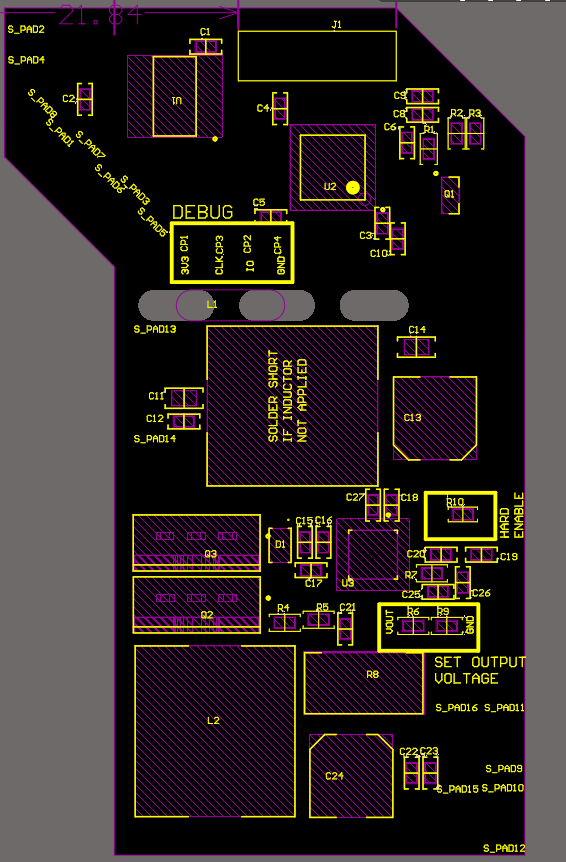 21.84
S_PAD2
C1
J1
S_PAD4
U1
C2
C4
C9
C8
S_PAD8
S_PAD1
S_PAD7
C6
R1
R2
R3
S_PAD6
S_PAD3
U2
Q1
S_PAD5
DEBUG
C5
C3
C10
3V3 CP1
CLK CP3
IO CP2
GND CP4
L1
S_PAD13
C14
SOLDER SHORT
IF INDUCTOR
NOT APPLIED
C11
C12
C13
S_PAD14
C27
C18
R10
HARD
ENABLE
C15
C16
Q3
D1
C17
U3
C20
C19
R7
C25
C26
Q2
R4
R5
C21
VOUT
R6
R9
GND
SET OUTPUT
VOLTAGE
R8
L2
S_PAD16
S_PAD11
C24
C22
C23
S_PAD9
S_PAD15
S_PAD10
S_PAD12